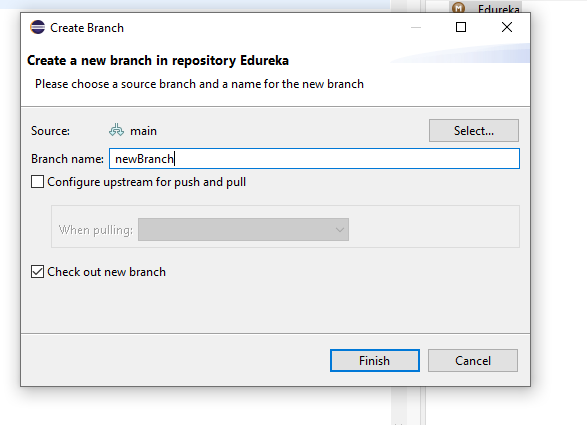 Edureka
Create Branch
Create a new branch in repository Edureka
Please choose a source branch and a name for the new branch
Source: main Select...
Branch name: newBranch
Configure upstream for push and pull
When pulling:
Check out new branch
Finish Cancel